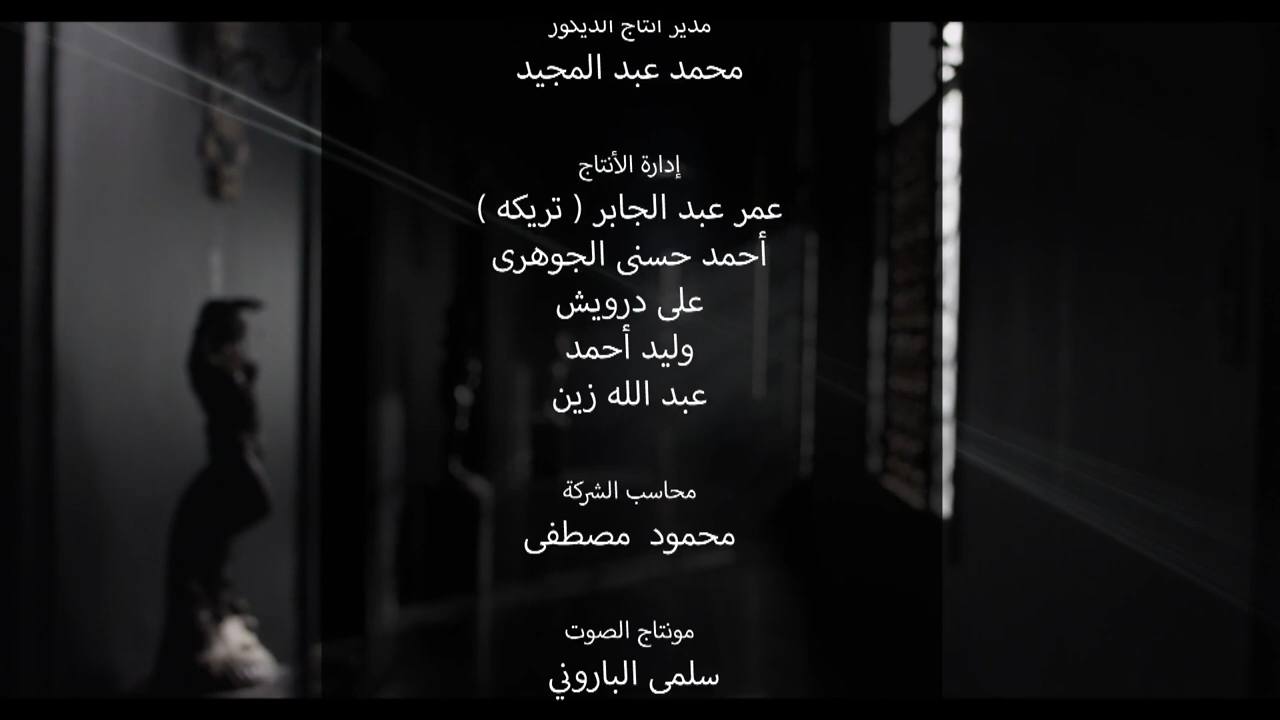 مدير انتاج الديكور
محمد عبد المجيد
إدارة الأنتاج
عمر عبد الجابر ( تريكه )
أحمد حسنى الجوهرى
على درويش
وليد أحمد
عبد الله زين
محاسب الشركة
محمود مصطفى
مونتاج الصوت
سلمى الباروني